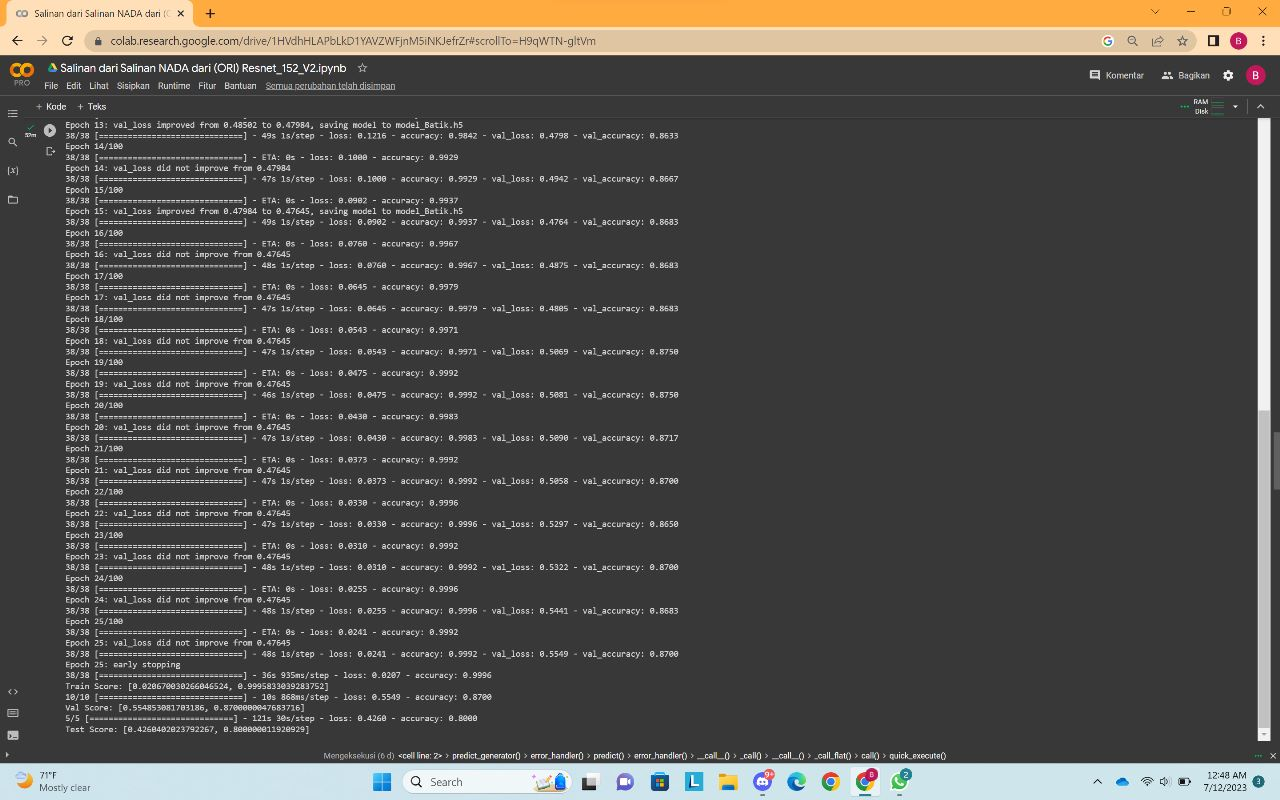 Salinan dari Salinan NADA dari (
colab.research.google.com/drive/1HVdhHLAPbLkD1YAVZWFjnM5iNKJefrZr#scrollTo=H9qWTN-gltVm
CO
PRO
Salinan dari Salinan NADA dari (ORI) Resnet_152_V2.ipynb
Komentar
Bagikan
B
File Edit Lihat Sisipkan Runtime Fitur Bantuan Semua perubahan telah disimpan
+ Kode + Teks
RAM
Disk
52m
Epoch 13: val_loss improved from 0.48502 to 0.47984, saving model to model_Batik.h5
38/38 [==============================] - 49s 1s/step - loss: 0.1216 - accuracy: 0.9842 - val_loss: 0.4798 - val_accuracy: 0.8633
Epoch 14/100
38/38 [==============================] - ETA: 0s - loss: 0.1000 - accuracy: 0.9929
Epoch 14: val_loss did not improve from 0.47984
38/38 [==============================] - 47s 1s/step - loss: 0.1000 - accuracy: 0.9929 - val_loss: 0.4942 - val_accuracy: 0.8667
Epoch 15/100
38/38 [==============================] - ETA: 0s - loss: 0.0902 - accuracy: 0.9937
Epoch 15: val_loss improved from 0.47984 to 0.47645, saving model to model_Batik.h5
38/38 [==============================] - 49s 1s/step - loss: 0.0902 - accuracy: 0.9937 - val_loss: 0.4764 - val_accuracy: 0.8683
Epoch 16/100
38/38 [==============================] - ETA: 0s - loss: 0.0760 - accuracy: 0.9967
Epoch 16: val_loss did not improve from 0.47645
38/38 [==============================] - 48s 1s/step - loss: 0.0760 - accuracy: 0.9967 - val_loss: 0.4875 - val_accuracy: 0.8683
Epoch 17/100
38/38 [==============================] - ETA: 0s - loss: 0.0645 - accuracy: 0.9979
Epoch 17: val_loss did not improve from 0.47645
38/38 [==============================] - 47s 1s/step - loss: 0.0645 - accuracy: 0.9979 - val_loss: 0.4805 - val_accuracy: 0.8683
Epoch 18/100
38/38 [==============================] - ETA: 0s - loss: 0.0543 - accuracy: 0.9971
Epoch 18: val_loss did not improve from 0.47645
38/38 [==============================] - 47s 1s/step - loss: 0.0543 - accuracy: 0.9971 - val_loss: 0.5069 - val_accuracy: 0.8750
Epoch 19/100
38/38 [==============================] - ETA: 0s - loss: 0.0475 - accuracy: 0.9992
Epoch 19: val_loss did not improve from 0.47645
38/38 [==============================] - 46s 1s/step - loss: 0.0475 - accuracy: 0.9992 - val_loss: 0.5081 - val_accuracy: 0.8750
Epoch 20/100
38/38 [==============================] - ETA: 0s - loss: 0.0430 - accuracy: 0.9983
Epoch 20: val_loss did not improve from 0.47645
38/38 [==============================] - 47s 1s/step - loss: 0.0430 - accuracy: 0.9983 - val_loss: 0.5090 - val_accuracy: 0.8717
Epoch 21/100
38/38 [==============================] - ETA: 0s - loss: 0.0373 - accuracy: 0.9992
Epoch 21: val_loss did not improve from 0.47645
38/38 [==============================] - 47s 1s/step - loss: 0.0373 - accuracy: 0.9992 - val_loss: 0.5058 - val_accuracy: 0.8700
Epoch 22/100
38/38 [==============================] - ETA: 0s - loss: 0.0330 - accuracy: 0.9996
Epoch 22: val_loss did not improve from 0.47645
38/38 [==============================] - 47s 1s/step - loss: 0.0330 - accuracy: 0.9996 - val_loss: 0.5297 - val_accuracy: 0.8650
Epoch 23/100
38/38 [==============================] - ETA: 0s - loss: 0.0310 - accuracy: 0.9992
Epoch 23: val_loss did not improve from 0.47645
38/38 [==============================] - 48s 1s/step - loss: 0.0310 - accuracy: 0.9992 - val_loss: 0.5322 - val_accuracy: 0.8700
Epoch 24/100
38/38 [==============================] - ETA: 0s - loss: 0.0255 - accuracy: 0.9996
Epoch 24: val_loss did not improve from 0.47645
38/38 [==============================] - 48s 1s/step - loss: 0.0255 - accuracy: 0.9996 - val_loss: 0.5441 - val_accuracy: 0.8683
Epoch 25/100
38/38 [==============================] - ETA: 0s - loss: 0.0241 - accuracy: 0.9992
Epoch 25: val_loss did not improve from 0.47645
38/38 [==============================] - 48s 1s/step - loss: 0.0241 - accuracy: 0.9992 - val_loss: 0.5549 - val_accuracy: 0.8700
Epoch 25: early stopping
38/38 [==============================] - 36s 935ms/step - loss: 0.0207 - accuracy: 0.9996
Train Score: [0.020670030266046524, 0.9995833039283752]
10/10 [==============================] - 10s 868ms/step - loss: 0.5549 - accuracy: 0.8700
Val Score: [0.554853081703186, 0.8700000047683716]
5/5 [==============================] - 121s 30s/step - loss: 0.4260 - accuracy: 0.8000
Test Score: [0.4260402023792267, 0.800000011920929]
Mengeksekusi (6 d) <cell line: 2> > predict_generator() > error_handler() > predict() > error_handler() > __call__() > _call() > __call__() > _call_flat() > call() > quick_execute()
71°F
Mostly clear
Search
12:48 AM
7/12/2023